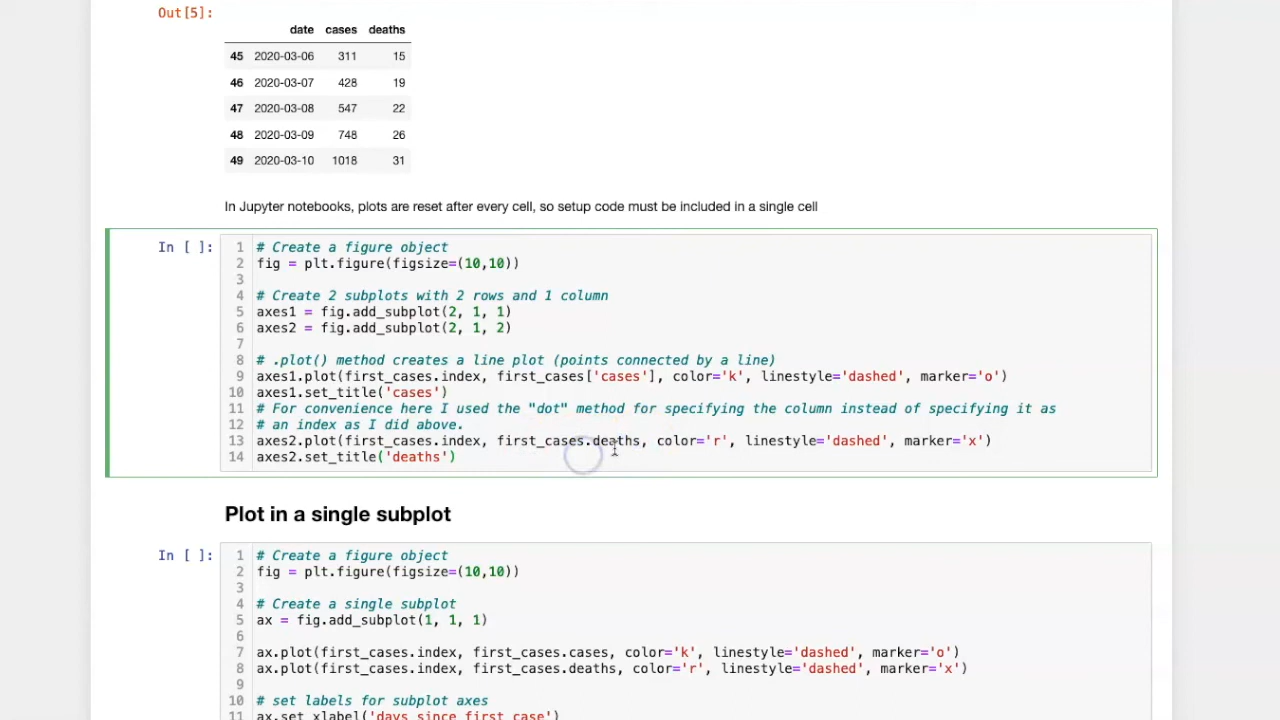 Out[5]:
date cases deaths
45 2020-03-06 311 15
46 2020-03-07 428 19
47 2020-03-08 547 22
48 2020-03-09 748 26
49 2020-03-10 1018 31
In Jupyter notebooks, plots are reset after every cell, so setup code must be included in a single cell
In [ ]:
1 # Create a figure object
2 fig = plt.figure(figsize=(10,10))
3
4 # Create 2 subplots with 2 rows and 1 column
5 axes1 = fig.add_subplot(2, 1, 1)
6 axes2 = fig.add_subplot(2, 1, 2)
7
8 # .plot() method creates a line plot (points connected by a line)
9 axes1.plot(first_cases.index, first_cases['cases'], color='k', linestyle='dashed', marker='o')
10 axes1.set_title('cases')
11 # For convenience here I used the "dot" method for specifying the column instead of specifying it as
12 # an index as I did above.
13 axes2.plot(first_cases.index, first_cases.deaths, color='r', linestyle='dashed', marker='x')
14 axes2.set_title('deaths')
Plot in a single subplot
In [ ]:
1 # Create a figure object
2 fig = plt.figure(figsize=(10,10))
3
4 # Create a single subplot
5 ax = fig.add_subplot(1, 1, 1)
6
7 ax.plot(first_cases.index, first_cases.cases, color='k', linestyle='dashed', marker='o')
8 ax.plot(first_cases.index, first_cases.deaths, color='r', linestyle='dashed', marker='x')
9
10 # set labels for subplot axes
11 ax.set_xlabel('days since first case')